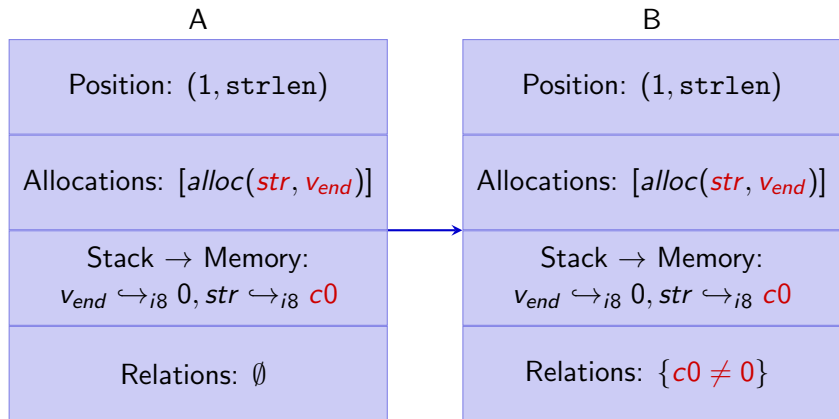 A
Position: (1, strlen)
Allocations: [alloc(str, v_end)]
Stack → Memory:
v_end ↪_i8 0, str ↪_i8 c0
Relations: ∅
B
Position: (1, strlen)
Allocations: [alloc(str, v_end)]
Stack → Memory:
v_end ↪_i8 0, str ↪_i8 c0
Relations: {c0 ≠ 0}